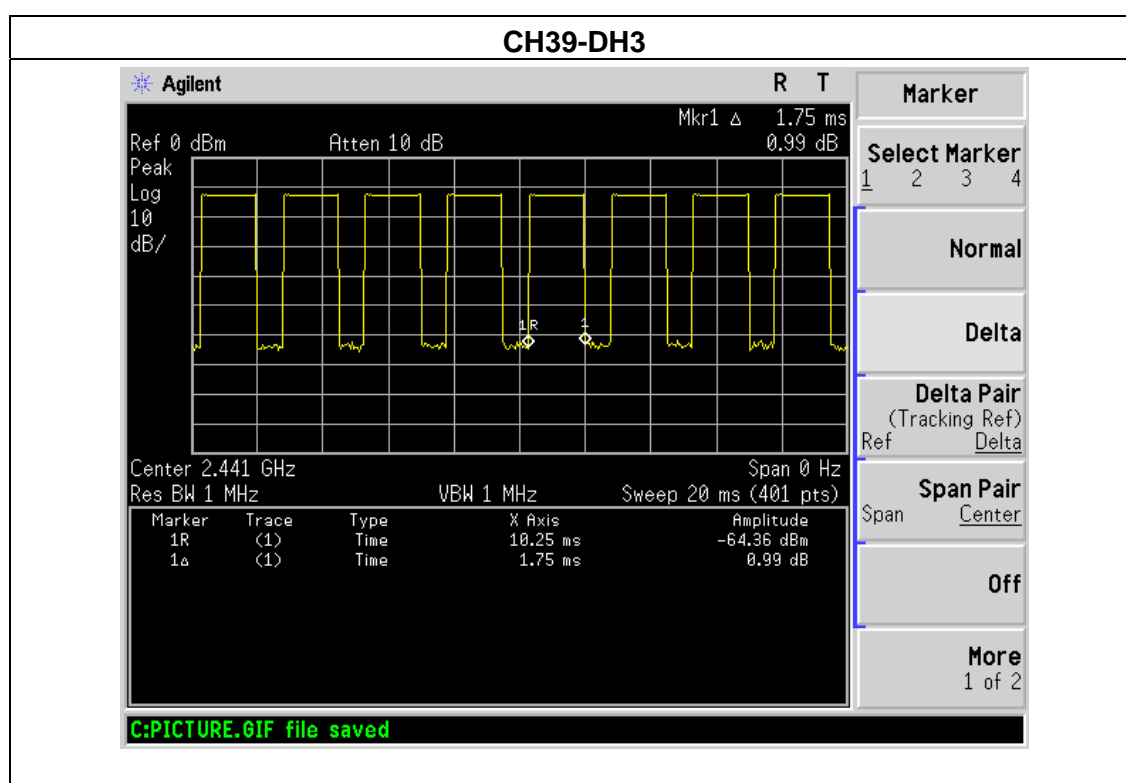 CH39-DH3
Agilent R T
Mkr1 Δ 1.75 ms
Ref 0 dBm Atten 10 dB 0.99 dB
Peak
Log
10
dB/
1R 1
Center 2.441 GHz Span 0 Hz
Res BW 1 MHz VBW 1 MHz Sweep 20 ms (401 pts)
Marker Trace Type X Axis Amplitude
1R (1) Time 10.25 ms -64.36 dBm
1Δ (1) Time 1.75 ms 0.99 dB
C:PICTURE.GIF file saved
Marker
Select Marker
1 2 3 4
Normal
Delta
Delta Pair
(Tracking Ref)
Ref Delta
Span Pair
Span Center
Off
More
1 of 2